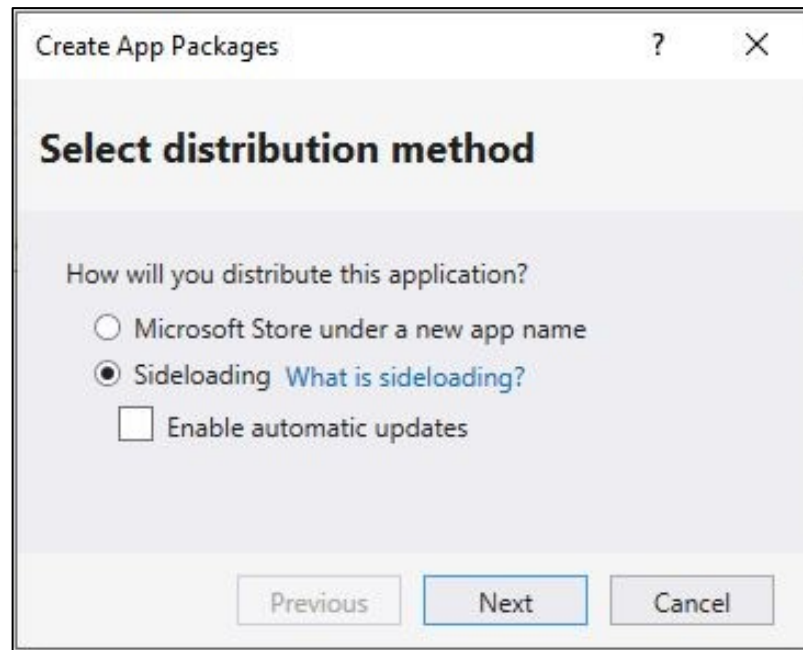 Create App Packages ? ×
Select distribution method
How will you distribute this application?
Microsoft Store under a new app name
Sideloading What is sideloading?
Enable automatic updates
Previous Next Cancel